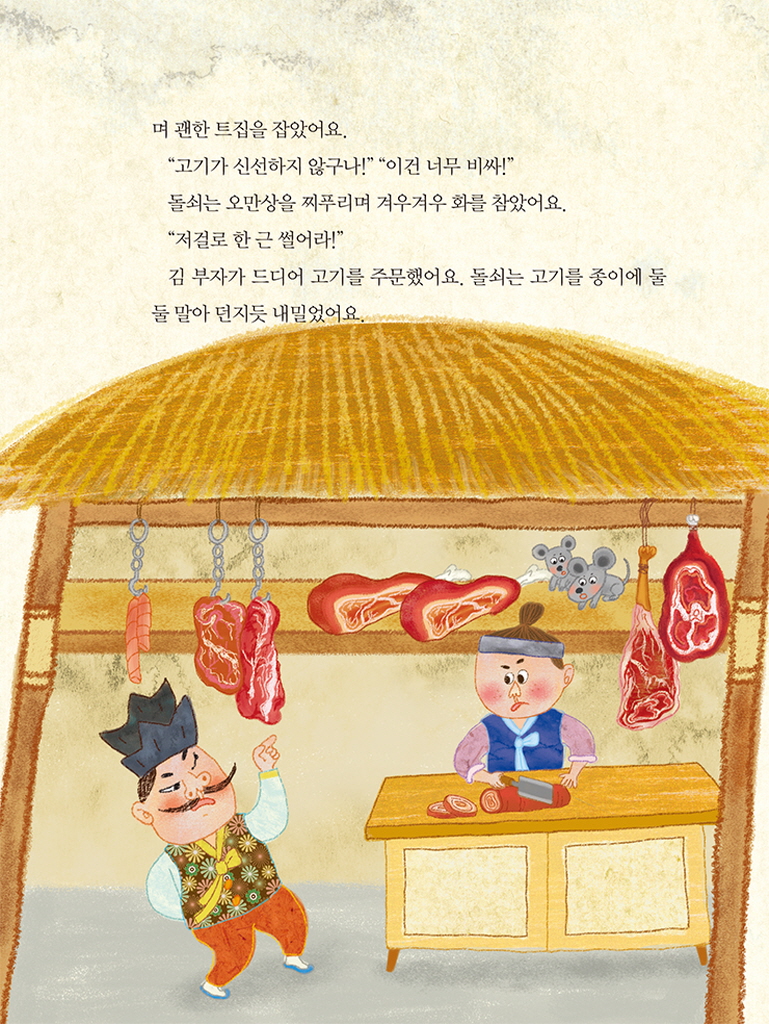 며 괜한 트집을 잡았어요.
“고기가 신선하지 않구나!” “이건 너무 비싸!”
돌쇠는 오만상을 찌푸리며 겨우겨우 화를 참았어요.
“저걸로 한 근 썰어라!”
김 부자가 드디어 고기를 주문했어요. 돌쇠는 고기를 종이에 둘
둘 말아 던지듯 내밀었어요.